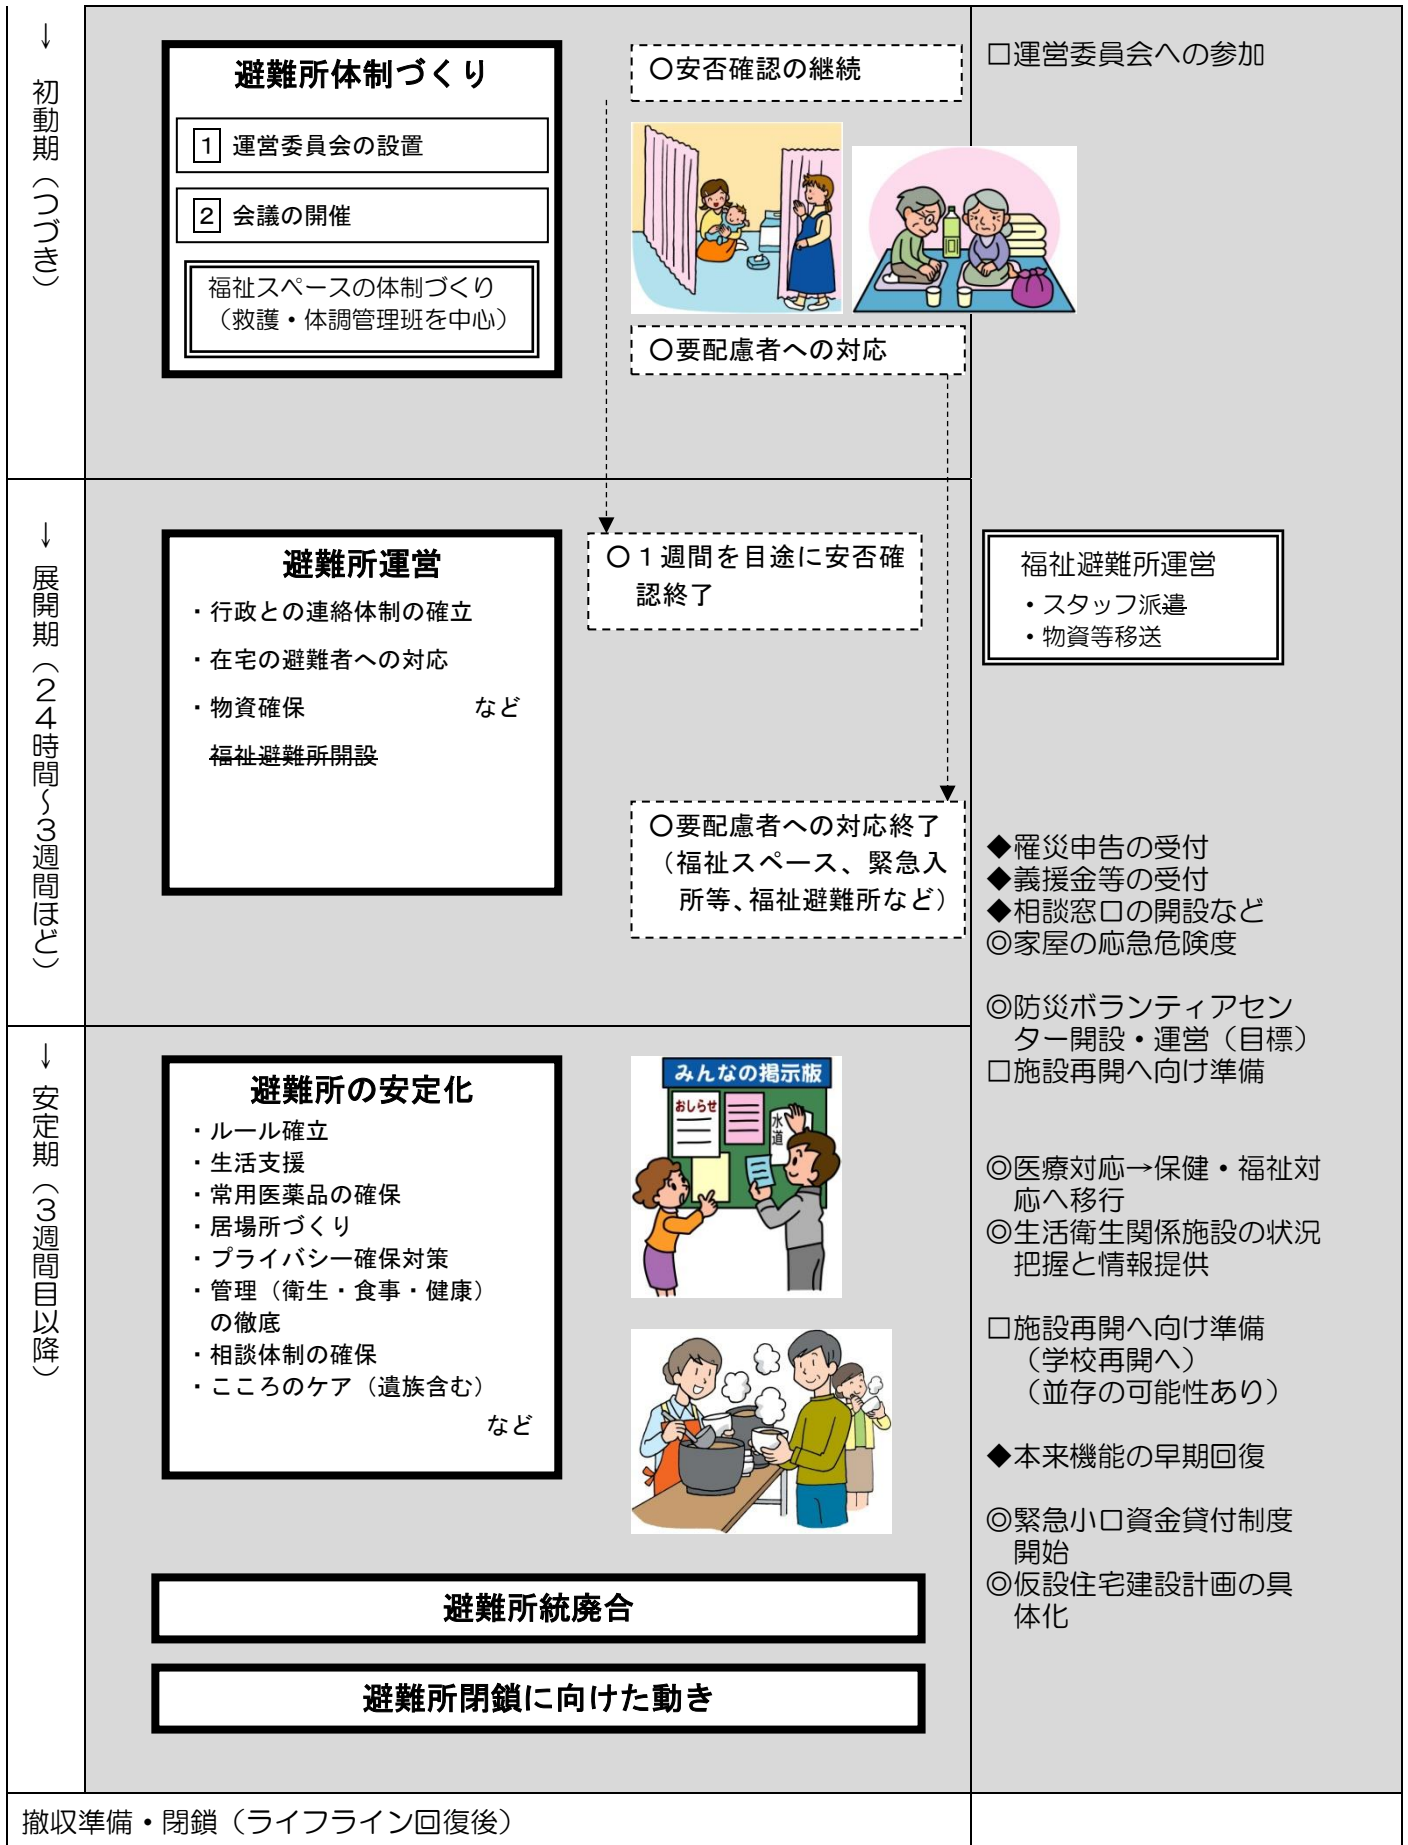 ↓ 初動期（つづき）
避難所体制づくり
1 運営委員会の設置
2 会議の開催
福祉スペースの体制づくり
（救護・体調管理班を中心）
〇安否確認の継続
〇要配慮者への対応
□運営委員会への参加
↓ 展開期（２４時間～３週間ほど）
避難所運営
・行政との連絡体制の確立
・在宅の避難者への対応
・物資確保 など
福祉避難所開設
〇１週間を目途に安否確
認終了
〇要配慮者への対応終了
（福祉スペース、緊急入
所等、福祉避難所など）
福祉避難所運営
・スタッフ派遣
・物資等移送
◆罹災申告の受付
◆義援金等の受付
◆相談窓口の開設など
◎家屋の応急危険度
◎防災ボランティアセン
ター開設・運営（目標）
□施設再開へ向け準備
↓ 安定期（３週間目以降）
避難所の安定化
・ルール確立
・生活支援
・常用医薬品の確保
・居場所づくり
・プライバシー確保対策
・管理（衛生・食事・健康）
の徹底
・相談体制の確保
・こころのケア（遺族含む）
など
みんなの掲示版
おしらせ
水道
◎医療対応→保健・福祉対
応へ移行
◎生活衛生関係施設の状況
把握と情報提供
□施設再開へ向け準備
（学校再開へ）
（並存の可能性あり）
◆本来機能の早期回復
◎緊急小口資金貸付制度
開始
◎仮設住宅建設計画の具
体化
避難所統廃合
避難所閉鎖に向けた動き
撤収準備・閉鎖（ライフライン回復後）